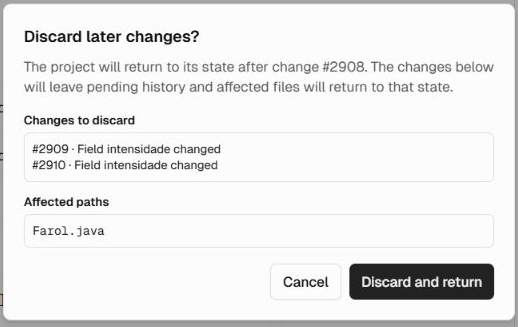 Discard later changes?
The project will return to its state after change #2908. The changes below
will leave pending history and affected files will return to that state.
Changes to discard
#2909 · Field intensidade changed
#2910 · Field intensidade changed
Affected paths
Farol.java
Cancel
Discard and return